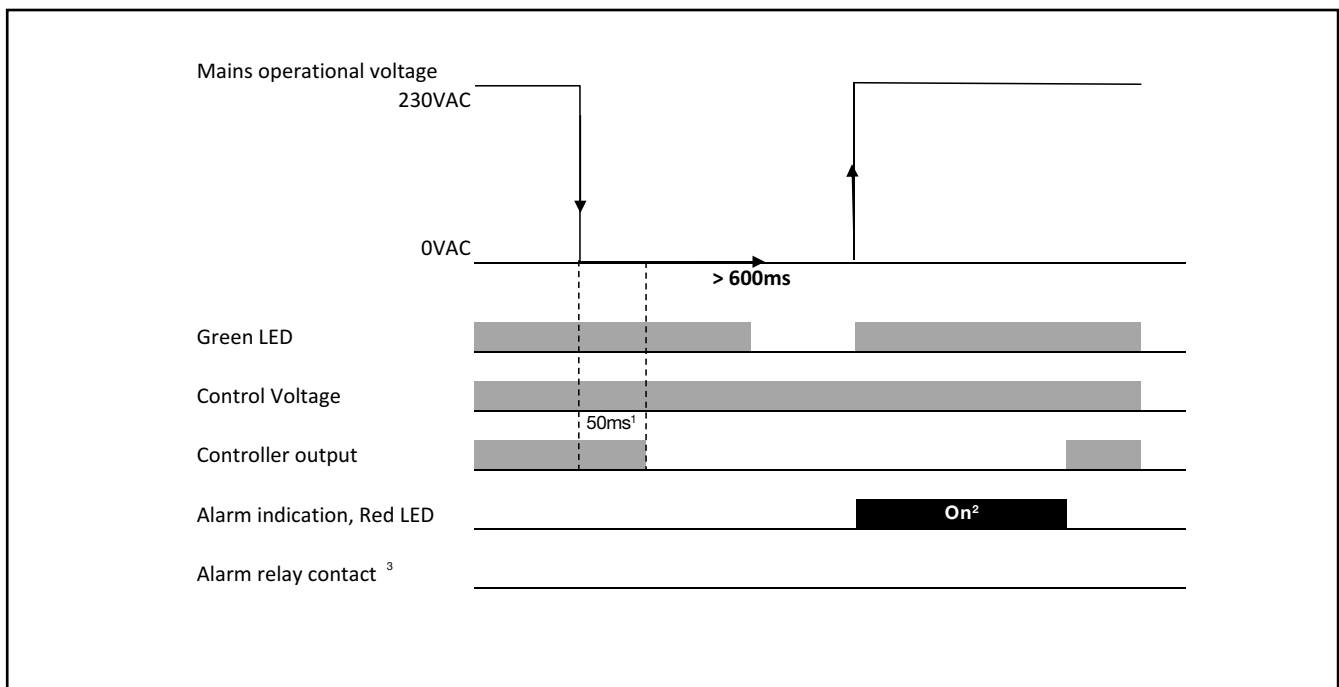 Mains operational voltage
230VAC
0VAC
> 600ms
Green LED
Control Voltage
50ms¹
Controller output
Alarm indication, Red LED
On²
Alarm relay contact ³